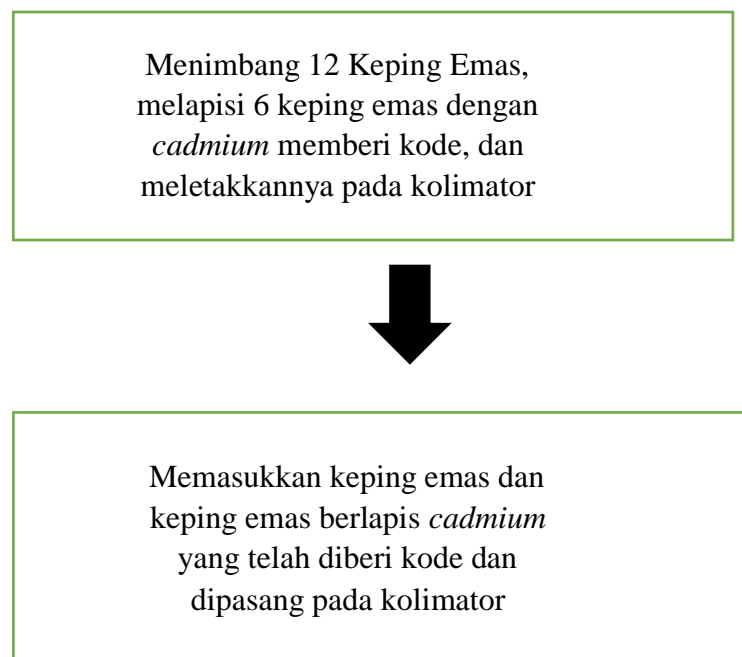 Menimbang 12 Keping Emas,
melapisi 6 keping emas dengan
cadmium memberi kode, dan
meletakkannya pada kolimator
Memasukkan keping emas dan
keping emas berlapis cadmium
yang telah diberi kode dan
dipasang pada kolimator